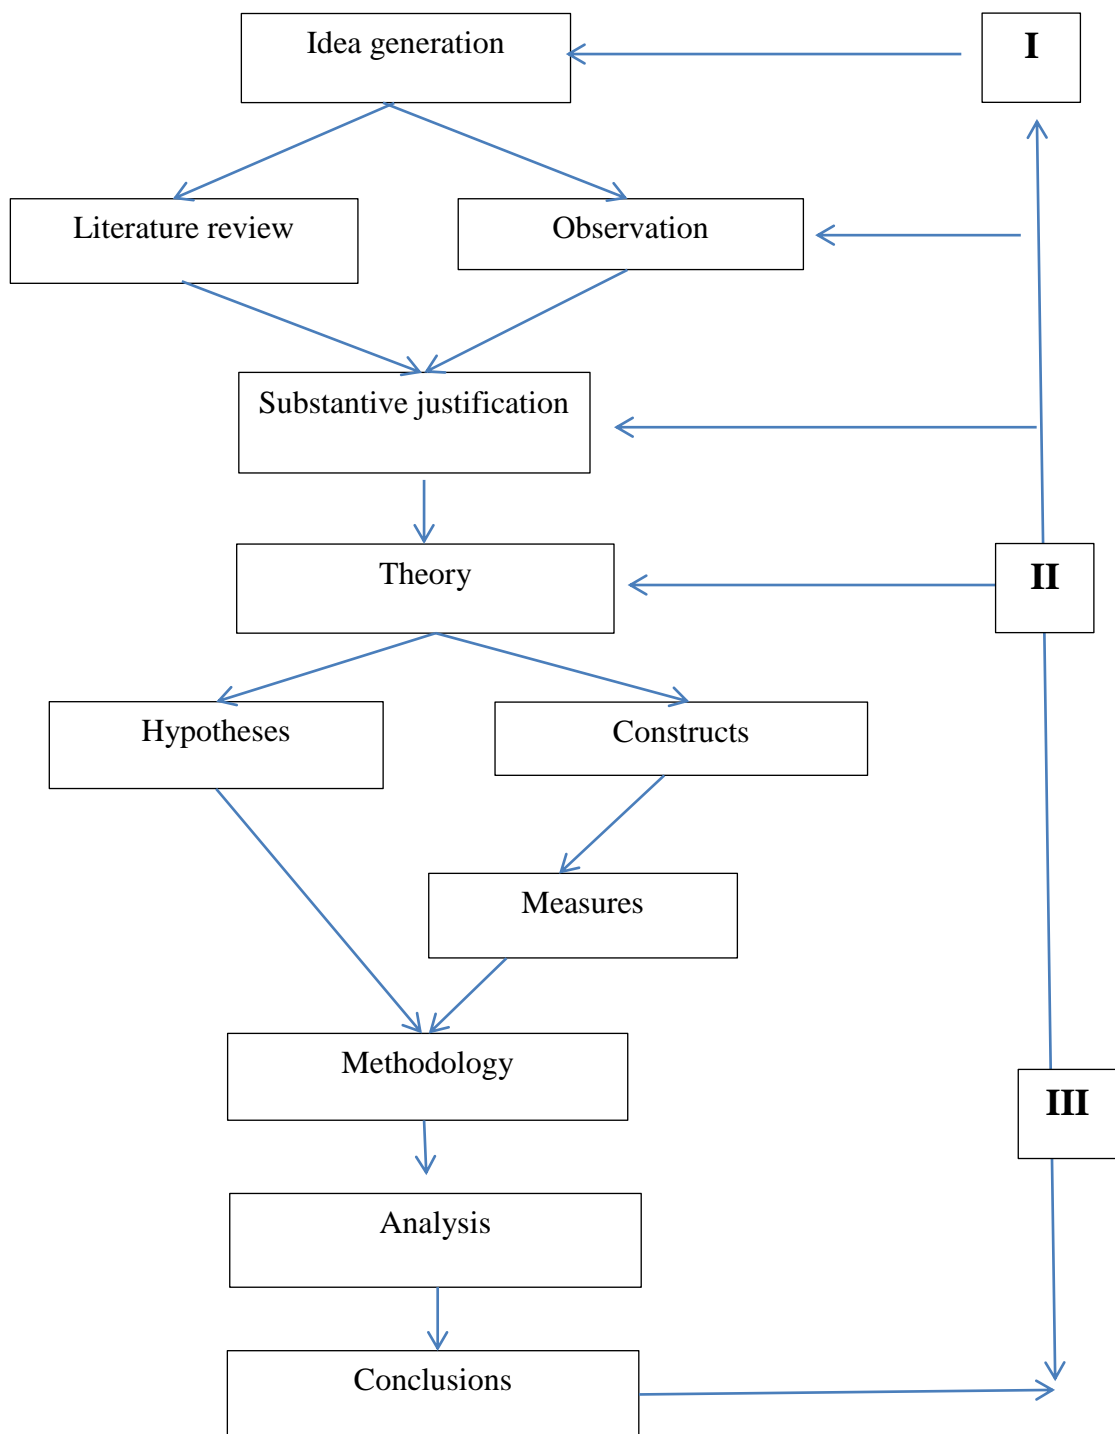 Idea generation
I
Literature review
Observation
Substantive justification
Theory
II
Hypotheses
Constructs
Measures
Methodology
III
Analysis
Conclusions